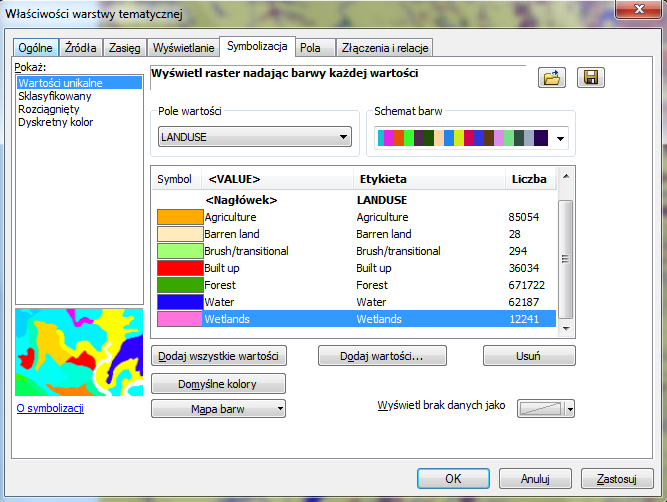 Właściwości warstwy tematycznej
Ogólne Źródła Zasięg Wyświetlanie Symbolizacja Pola Złączenia i relacje
Pokaż:
Wartości unikalne
Sklasyfikowany
Rozciągnięty
Dyskretny kolor
Wyświetl raster nadając barwy każdej wartości
Pole wartości
LANDUSE
Schemat barw
Symbol <VALUE> Etykieta Liczba
<Nagłówek> LANDUSE
Agriculture Agriculture 85054
Barren land Barren land 28
Brush/transitional Brush/transitional 294
Built up Built up 36034
Forest Forest 671722
Water Water 62187
Wetlands Wetlands 12241
Dodaj wszystkie wartości Dodaj wartości... Usuń
Domyślne kolory
Mapa barw
Wyświetl brak danych jako
O symbolizacji
OK Anuluj Zastosuj